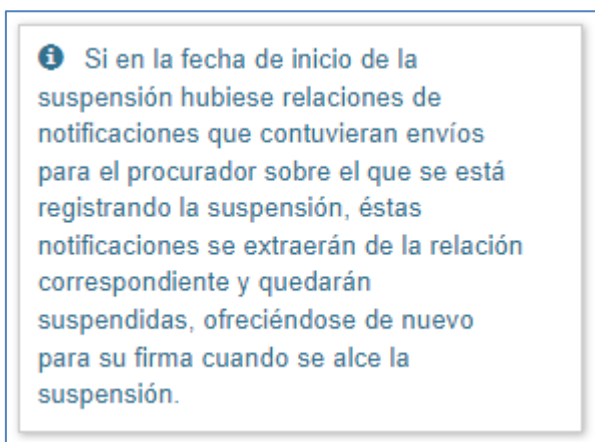 Si en la fecha de inicio de la
suspensión hubiese relaciones de
notificaciones que contuvieran envíos
para el procurador sobre el que se está
registrando la suspensión, éstas
notificaciones se extraerán de la relación
correspondiente y quedarán
suspendidas, ofreciéndose de nuevo
para su firma cuando se alce la
suspensión.